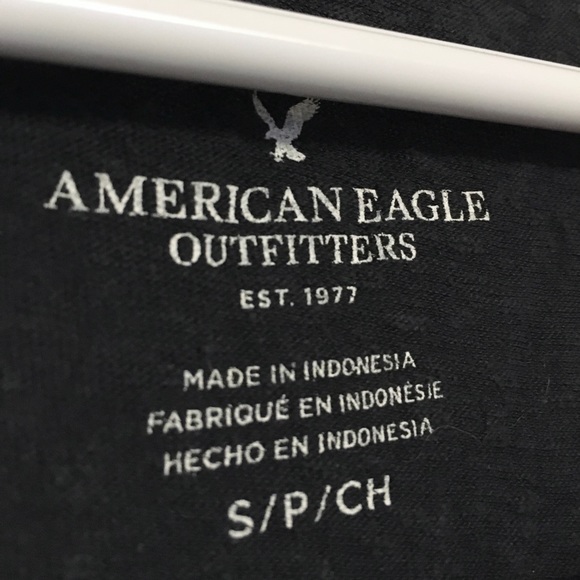 AMERICAN EAGLE
OUTFITTERS
EST. 1977
MADE IN INDONESIA
FABRIQUÉ EN INDONÉSIE
HECHO EN INDONESIA
S/P/CH